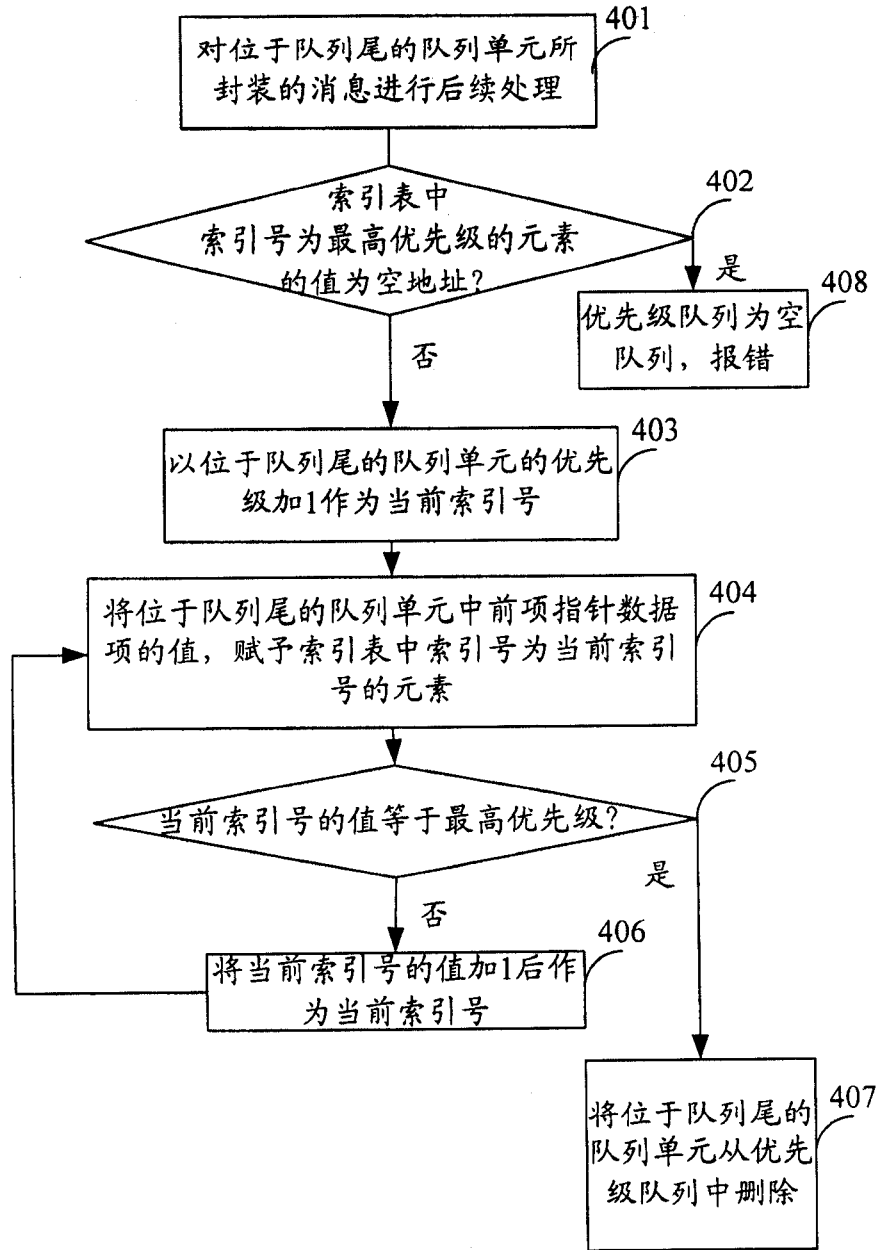 401
对位于队列尾的队列单元所
封装的消息进行后续处理
402
索引表中
索引号为最高优先级的元素
的值为空地址?
是
408
优先级队列为空
队列，报错
否
403
以位于队列尾的队列单元的优先
级加1作为当前索引号
404
将位于队列尾的队列单元中前项指针数据
项的值，赋予索引表中索引号为当前索引
号的元素
405
当前索引号的值等于最高优先级?
是
否
406
将当前索引号的值加1后作
为当前索引号
407
将位于队列尾的
队列单元从优先
级队列中删除